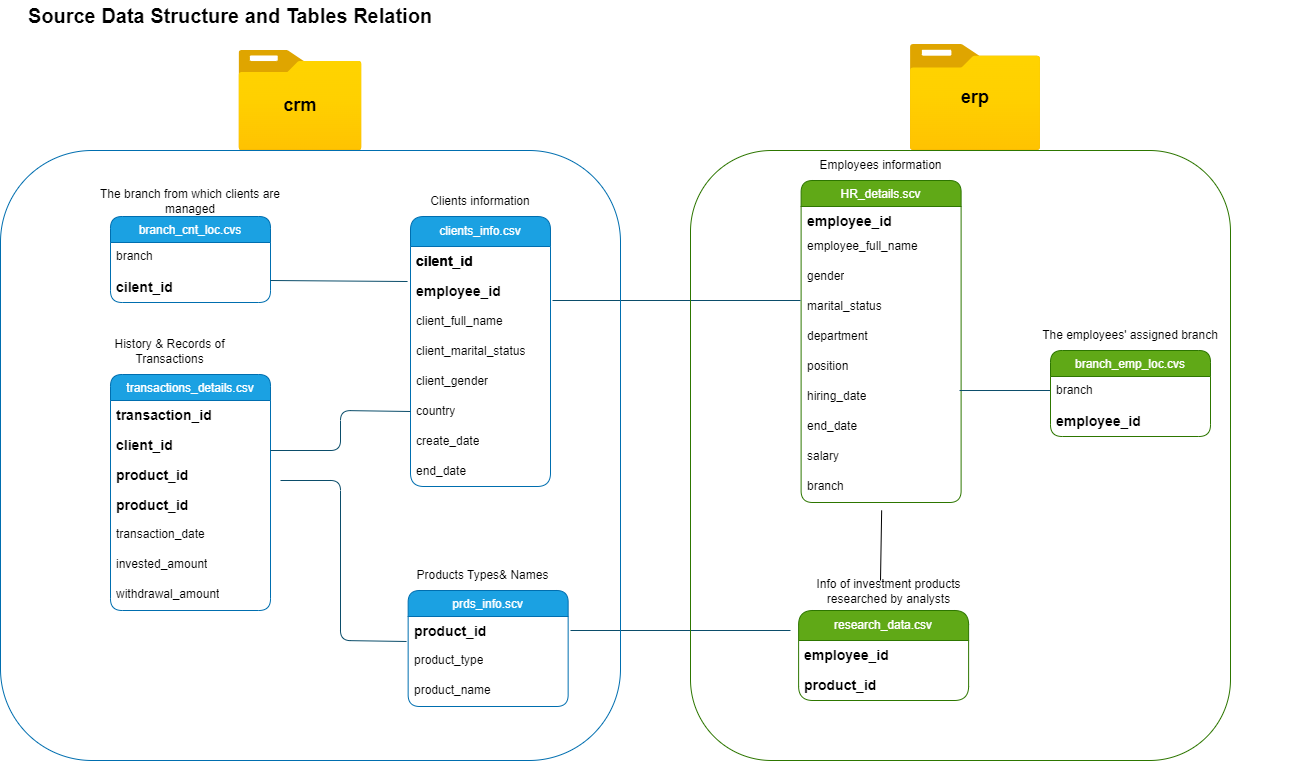 Source Data Structure and Tables Relation
crm
erp
The branch from which clients are
managed
branch_cnt_loc.cvs
branch
cilent_id
Clients information
clients_info.csv
cilent_id
employee_id
client_full_name
client_marital_status
client_gender
country
create_date
end_date
History & Records of
Transactions
transactions_details.csv
transaction_id
client_id
product_id
product_id
transaction_date
invested_amount
withdrawal_amount
Products Types& Names
prds_info.scv
product_id
product_type
product_name
Employees information
HR_details.scv
employee_id
employee_full_name
gender
marital_status
department
position
hiring_date
end_date
salary
branch
The employees' assigned branch
branch_emp_loc.cvs
branch
employee_id
Info of investment products
researched by analysts
research_data.csv
employee_id
product_id